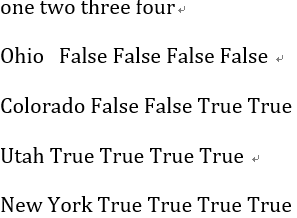 one two three four
Ohio False False False False
Colorado False False True True
Utah True True True True
New York True True True True